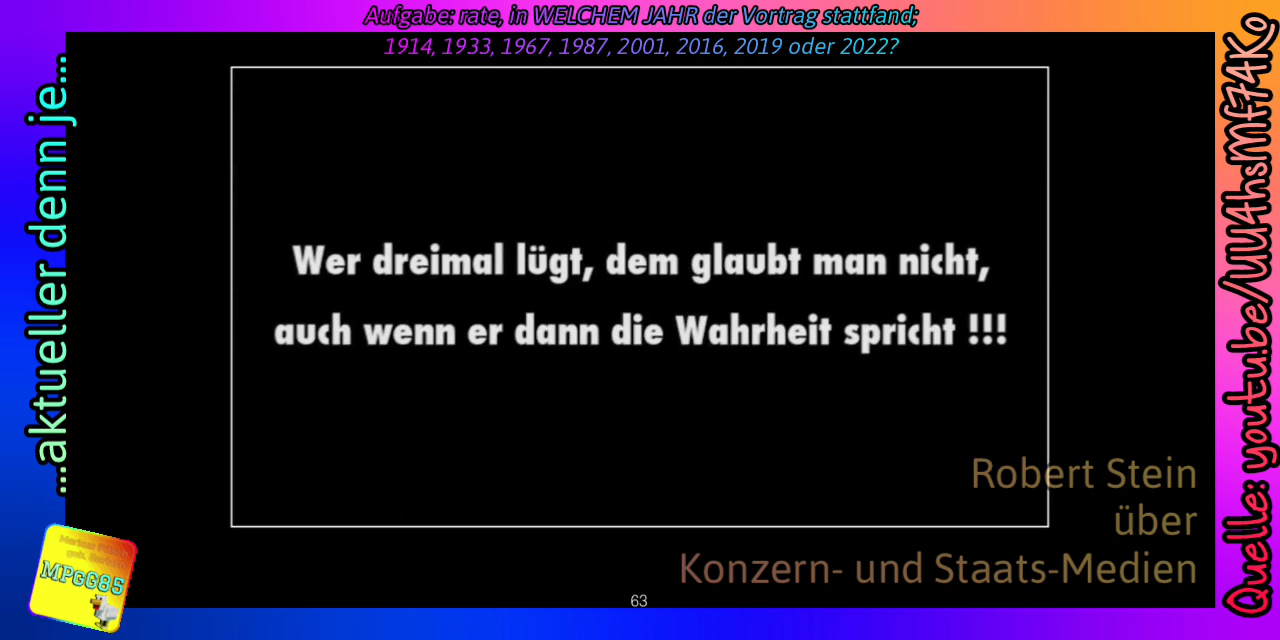 Aufgabe: rate, in WELCHEM JAHR der Vortrag stattfand;
1914, 1933, 1967, 1987, 2001, 2016, 2019 oder 2022?
...aktueller denn je...
Wer dreimal lügt, dem glaubt man nicht,
auch wenn er dann die Wahrheit spricht !!!
Robert Stein
über
Konzern- und Staats-Medien
63
MPgG85
Quelle: youtu.be/UU4hsMf74Ko